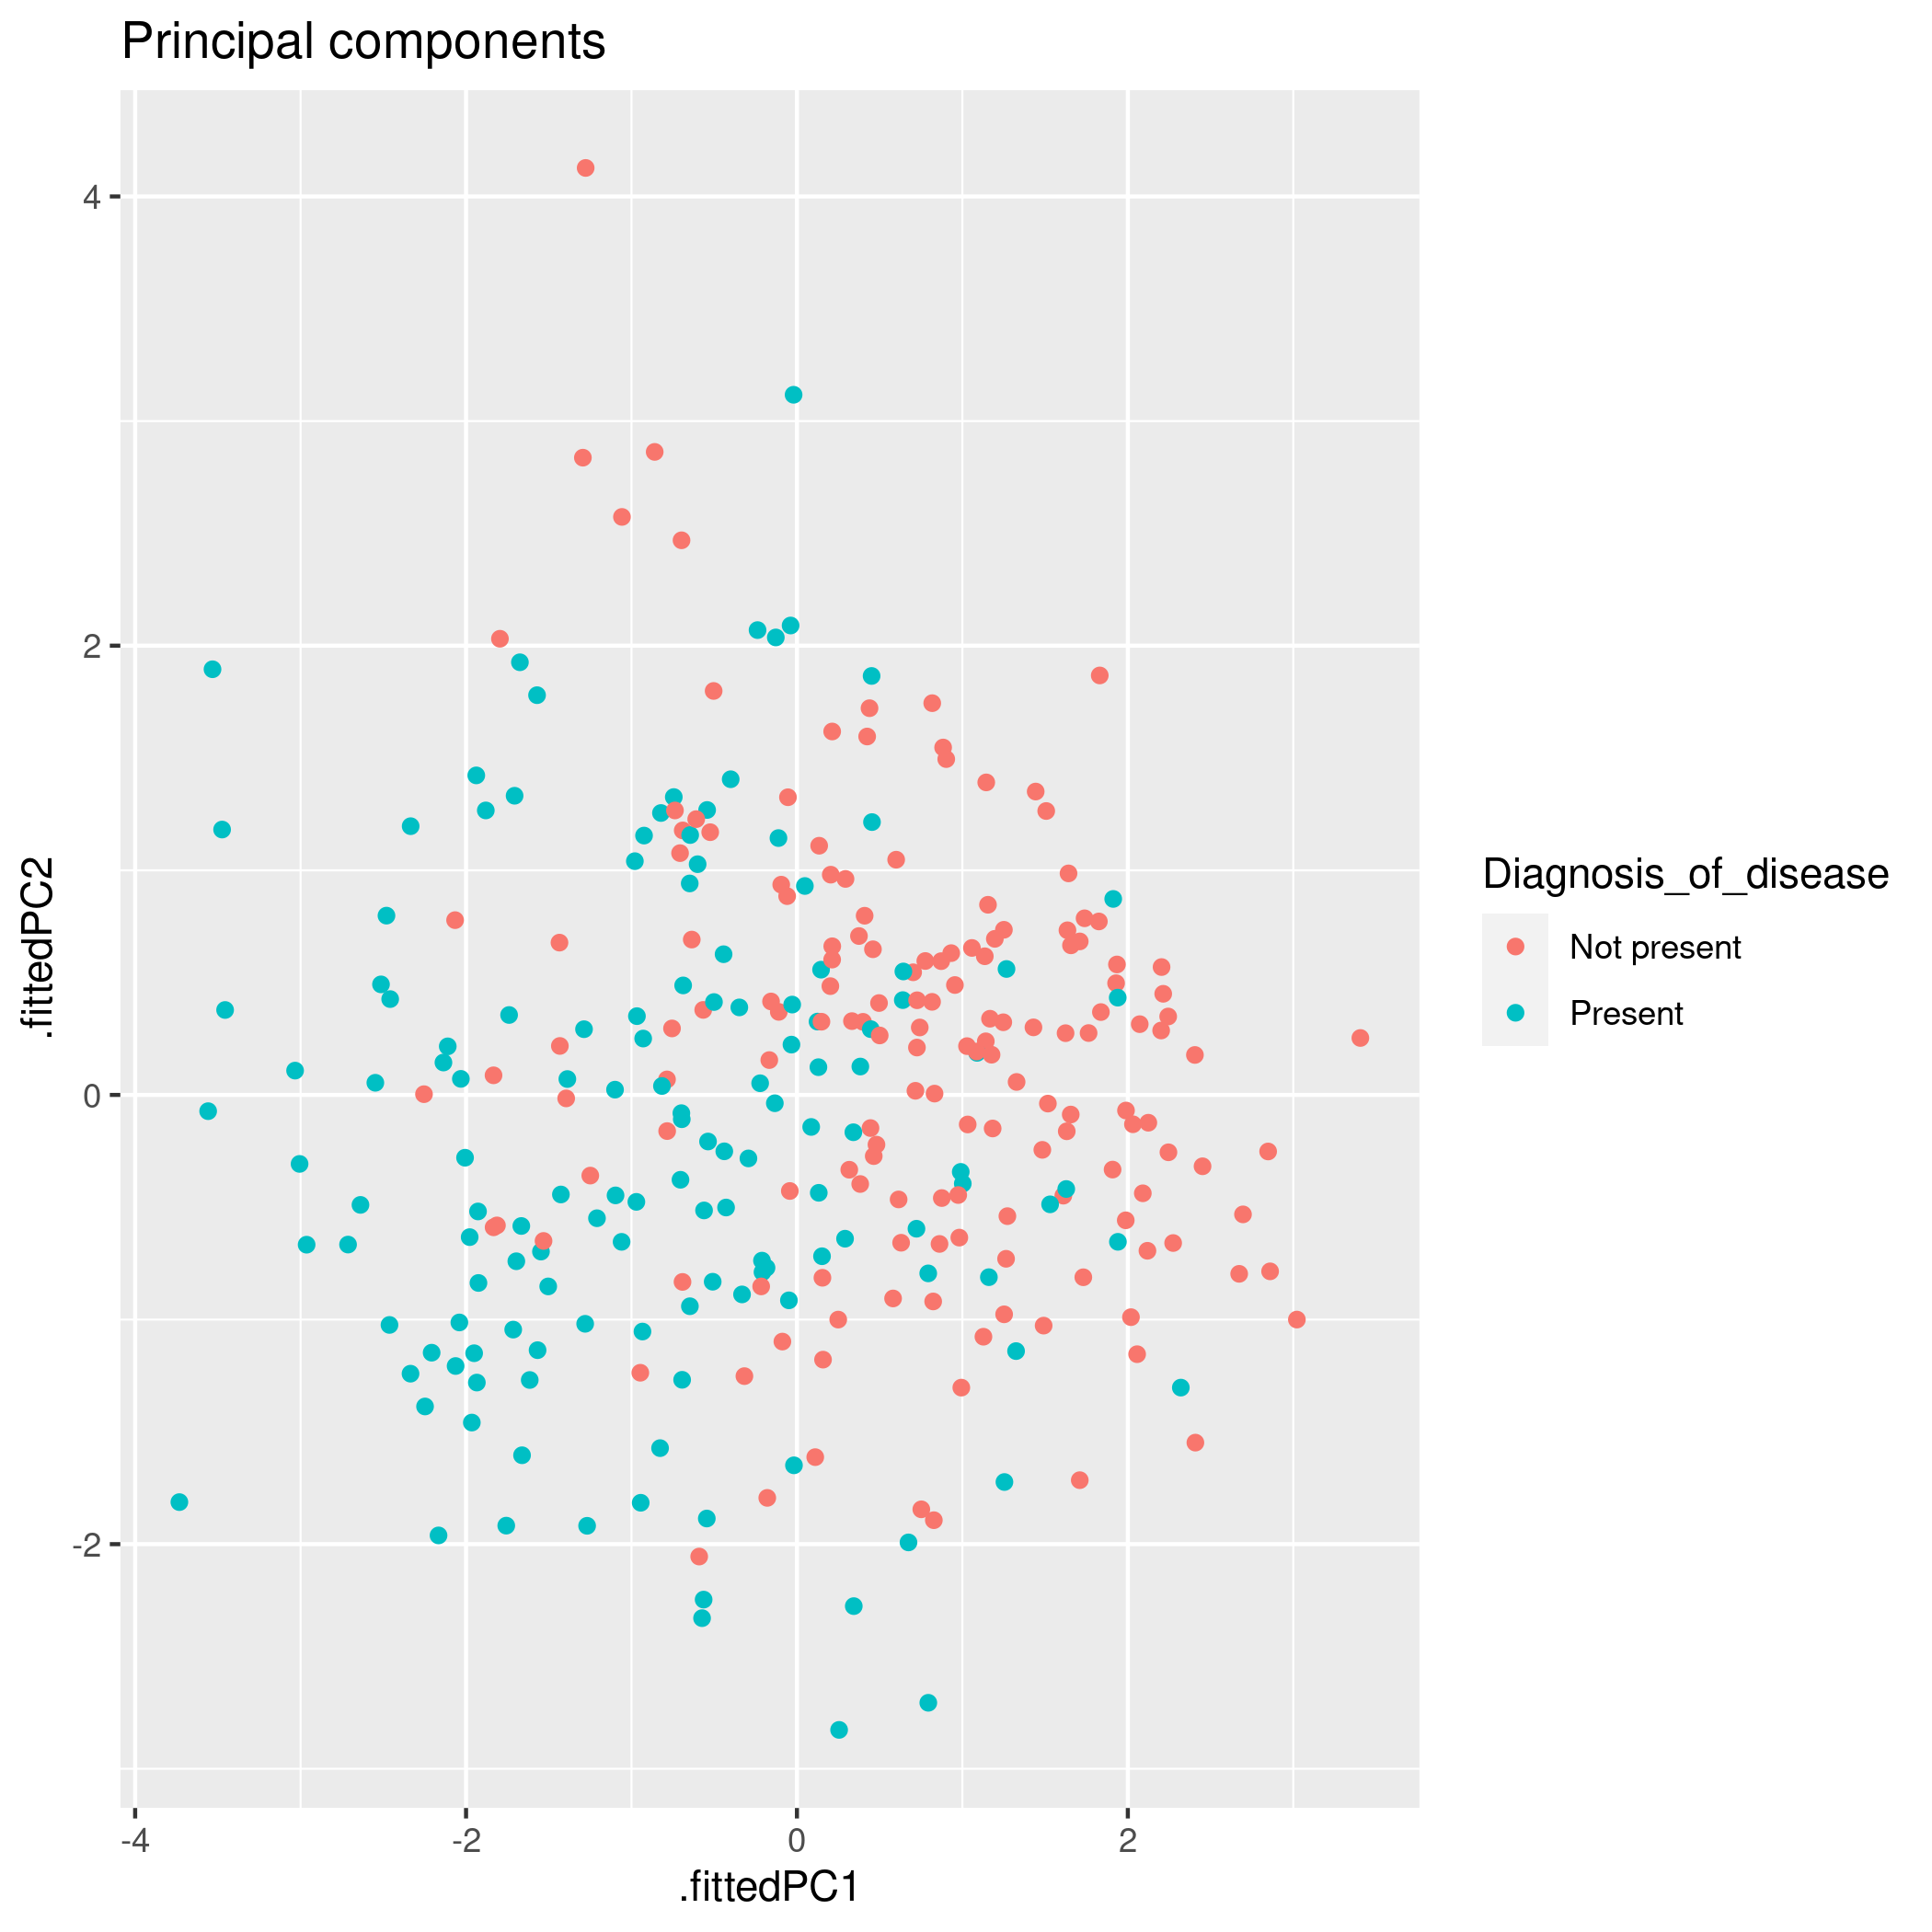 Principal components
4
2
0
-2
-4
-2
0
2
.fittedPC1
.fittedPC2
Diagnosis_of_disease
Not present
Present